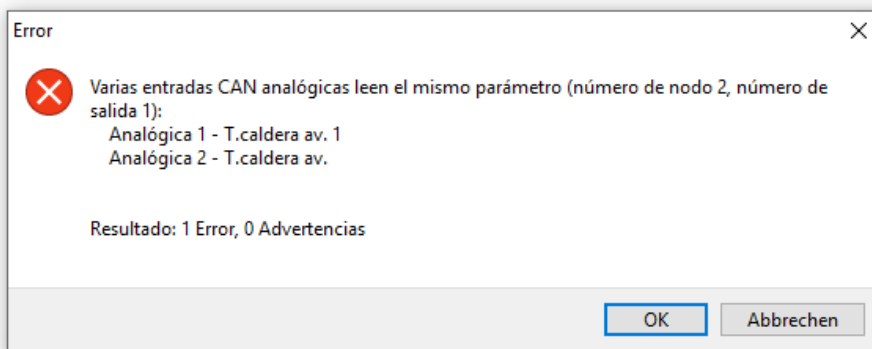 Error
Varias entradas CAN analógicas leen el mismo parámetro (número de nodo 2, número de
salida 1):
Analógica 1 - T.caldera av. 1
Analógica 2 - T.caldera av.
Resultado: 1 Error, 0 Advertencias
OK
Abbrechen